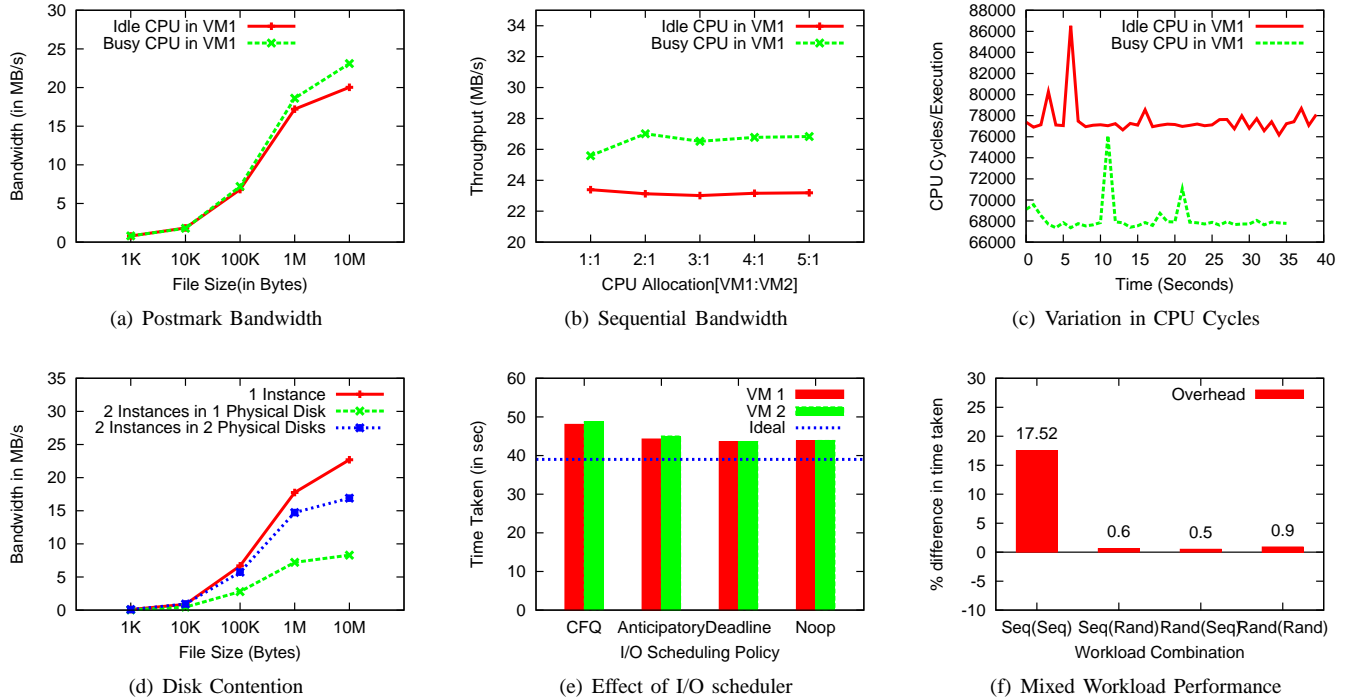 Bandwidth (in MB/s)
30
25
20
15
10
5
0
Idle CPU in VM1
Busy CPU in VM1
1K 10K 100K 1M 10M
File Size(in Bytes)
(a) Postmark Bandwidth
Throughput (MB/s)
34
32
30
28
26
24
22
20
Idle CPU in VM1
Busy CPU in VM1
1:1 2:1 3:1 4:1 5:1
CPU Allocation[VM1:VM2]
(b) Sequential Bandwidth
CPU Cycles/Execution
88000
86000
84000
82000
80000
78000
76000
74000
72000
70000
68000
66000
Idle CPU in VM1
Busy CPU in VM1
0 5 10 15 20 25 30 35 40
Time (Seconds)
(c) Variation in CPU Cycles
Bandwidth in MB/s
35
30
25
20
15
10
5
0
1 Instance
2 Instances in 1 Physical Disk
2 Instances in 2 Physical Disks
1K 10K 100K 1M 10M
File Size (Bytes)
(d) Disk Contention
Time Taken (in sec)
60
50
40
30
20
10
0
VM 1
VM 2
Ideal
CFQ Anticipatory Deadline Noop
I/O Scheduling Policy
(e) Effect of I/O scheduler
% difference in time taken
30
25
20
15
10
5
0
-5
-10
Overhead
17.52
0.6
0.5
0.9
Seq(Seq) Seq(Rand) Rand(Seq) Rand(Rand)
Workload Combination
(f) Mixed Workload Performance